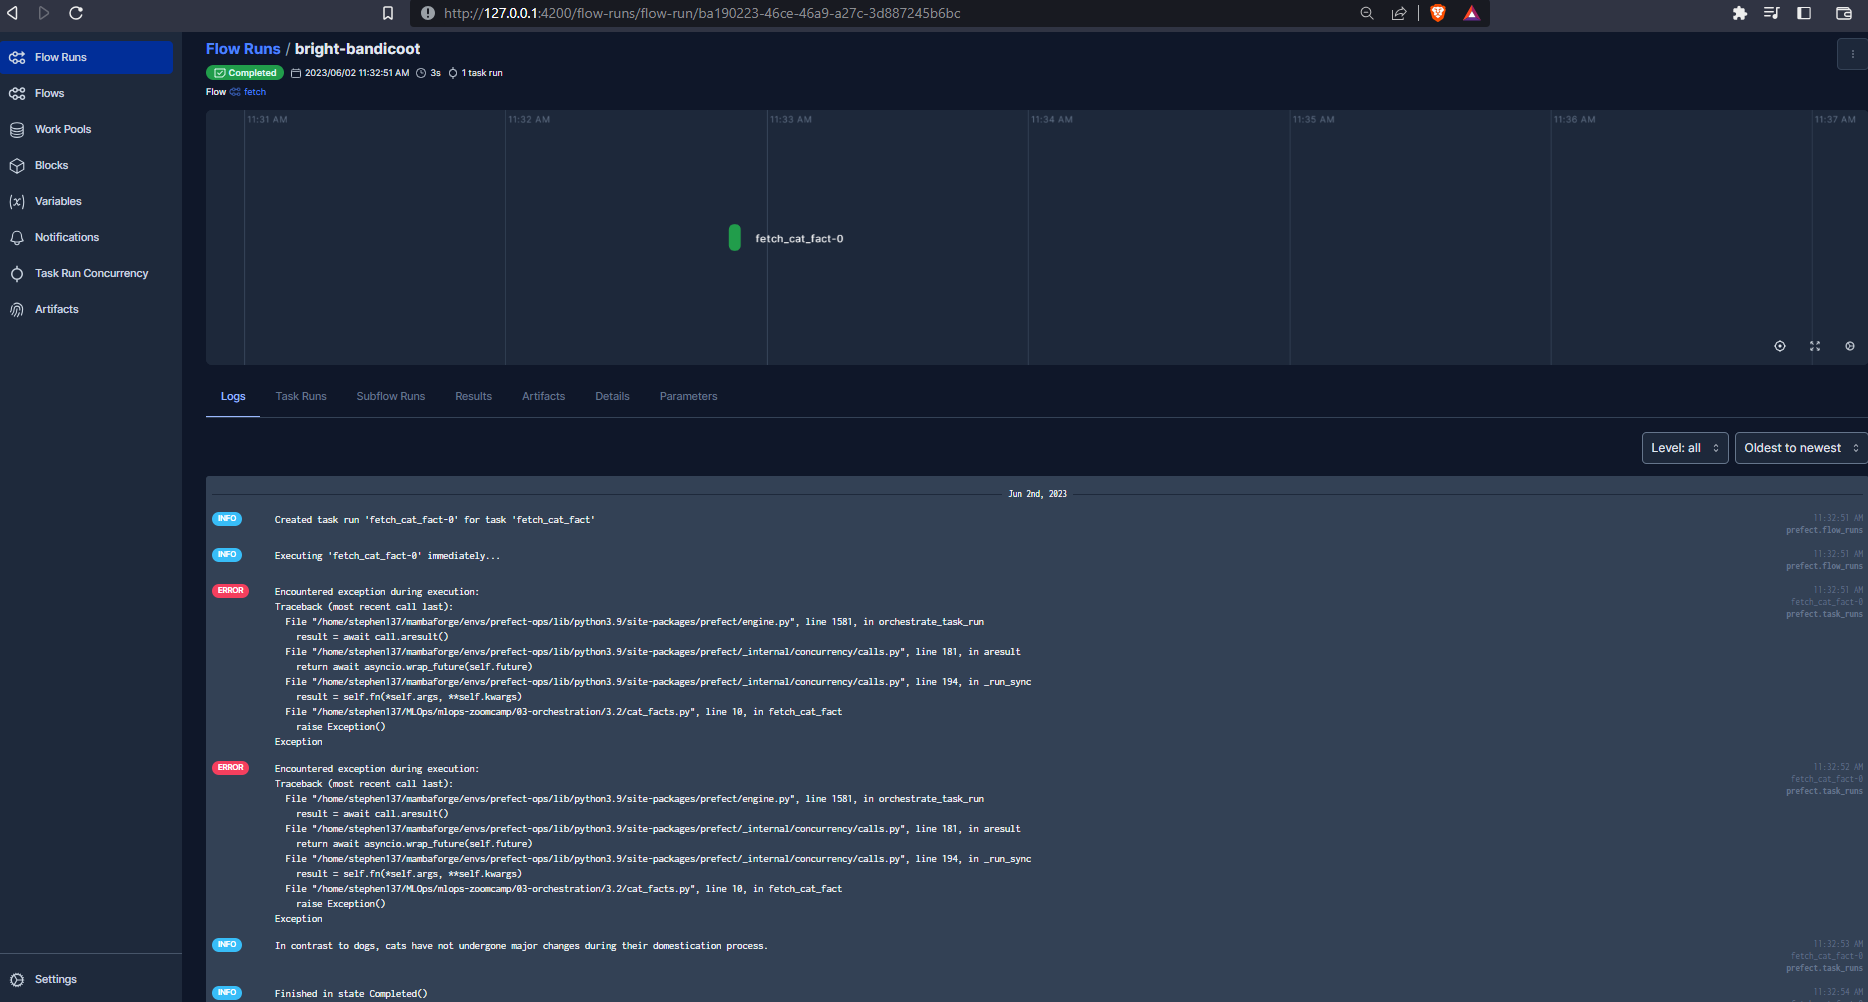 http://127.0.0.1:4200/flow-runs/flow-run/ba190223-46ce-46a9-a27c-3d887245b6bc
Flow Runs
Flows
Work Pools
Blocks
Variables
Notifications
Task Run Concurrency
Artifacts
Settings
Flow Runs / bright-bandicoot
Completed 2023/06/02 11:32:51 AM 3s 1 task run
Flow fetch
11:31 AM 11:32 AM 11:33 AM 11:34 AM 11:35 AM 11:36 AM 11:37 AM
fetch_cat_fact-0
Logs Task Runs Subflow Runs Results Artifacts Details Parameters
Level: all Oldest to newest
Jun 2nd, 2023
INFO Created task run 'fetch_cat_fact-0' for task 'fetch_cat_fact' 11:32:51 AM
prefect.flow_runs
INFO Executing 'fetch_cat_fact-0' immediately... 11:32:51 AM
prefect.flow_runs
ERROR Encountered exception during execution: 11:32:51 AM
fetch_cat_fact-0
Traceback (most recent call last): prefect.task_runs
File "/home/stephen137/mambaforge/envs/prefect-ops/lib/python3.9/site-packages/prefect/engine.py", line 1581, in orchestrate_task_run
result = await call.aresult()
File "/home/stephen137/mambaforge/envs/prefect-ops/lib/python3.9/site-packages/prefect/_internal/concurrency/calls.py", line 181, in aresult
return await asyncio.wrap_future(self.future)
File "/home/stephen137/mambaforge/envs/prefect-ops/lib/python3.9/site-packages/prefect/_internal/concurrency/calls.py", line 194, in _run_sync
result = self.fn(*self.args, **self.kwargs)
File "/home/stephen137/MLOps/mlops-zoomcamp/03-orchestration/3.2/cat_facts.py", line 10, in fetch_cat_fact
raise Exception()
Exception
ERROR Encountered exception during execution: 11:32:52 AM
fetch_cat_fact-0
Traceback (most recent call last): prefect.task_runs
File "/home/stephen137/mambaforge/envs/prefect-ops/lib/python3.9/site-packages/prefect/engine.py", line 1581, in orchestrate_task_run
result = await call.aresult()
File "/home/stephen137/mambaforge/envs/prefect-ops/lib/python3.9/site-packages/prefect/_internal/concurrency/calls.py", line 181, in aresult
return await asyncio.wrap_future(self.future)
File "/home/stephen137/mambaforge/envs/prefect-ops/lib/python3.9/site-packages/prefect/_internal/concurrency/calls.py", line 194, in _run_sync
result = self.fn(*self.args, **self.kwargs)
File "/home/stephen137/MLOps/mlops-zoomcamp/03-orchestration/3.2/cat_facts.py", line 10, in fetch_cat_fact
raise Exception()
Exception
INFO In contrast to dogs, cats have not undergone major changes during their domestication process. 11:32:53 AM
fetch_cat_fact-0
prefect.task_runs
INFO Finished in state Completed() 11:32:54 AM